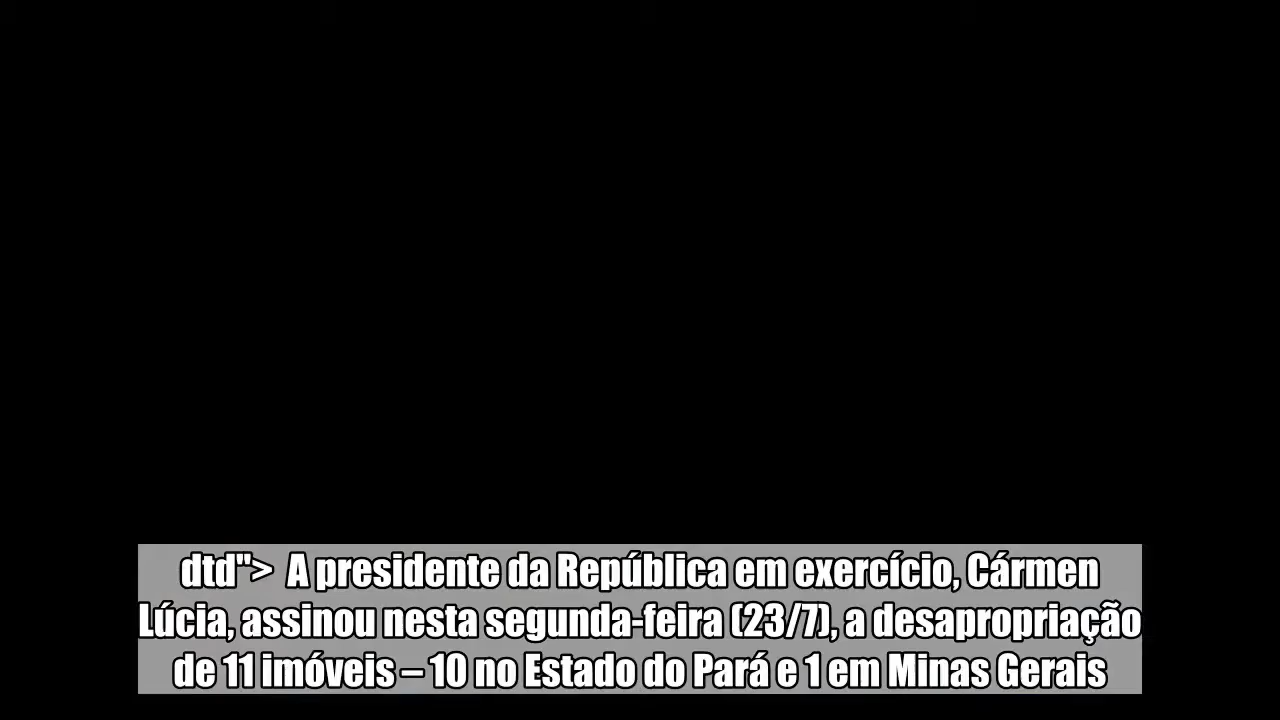 dtd"> A presidente da República em exercício, Cármen
Lúcia, assinou nesta segunda-feira (23/7), a desapropriação
de 11 imóveis – 10 no Estado do Pará e 1 em Minas Gerais